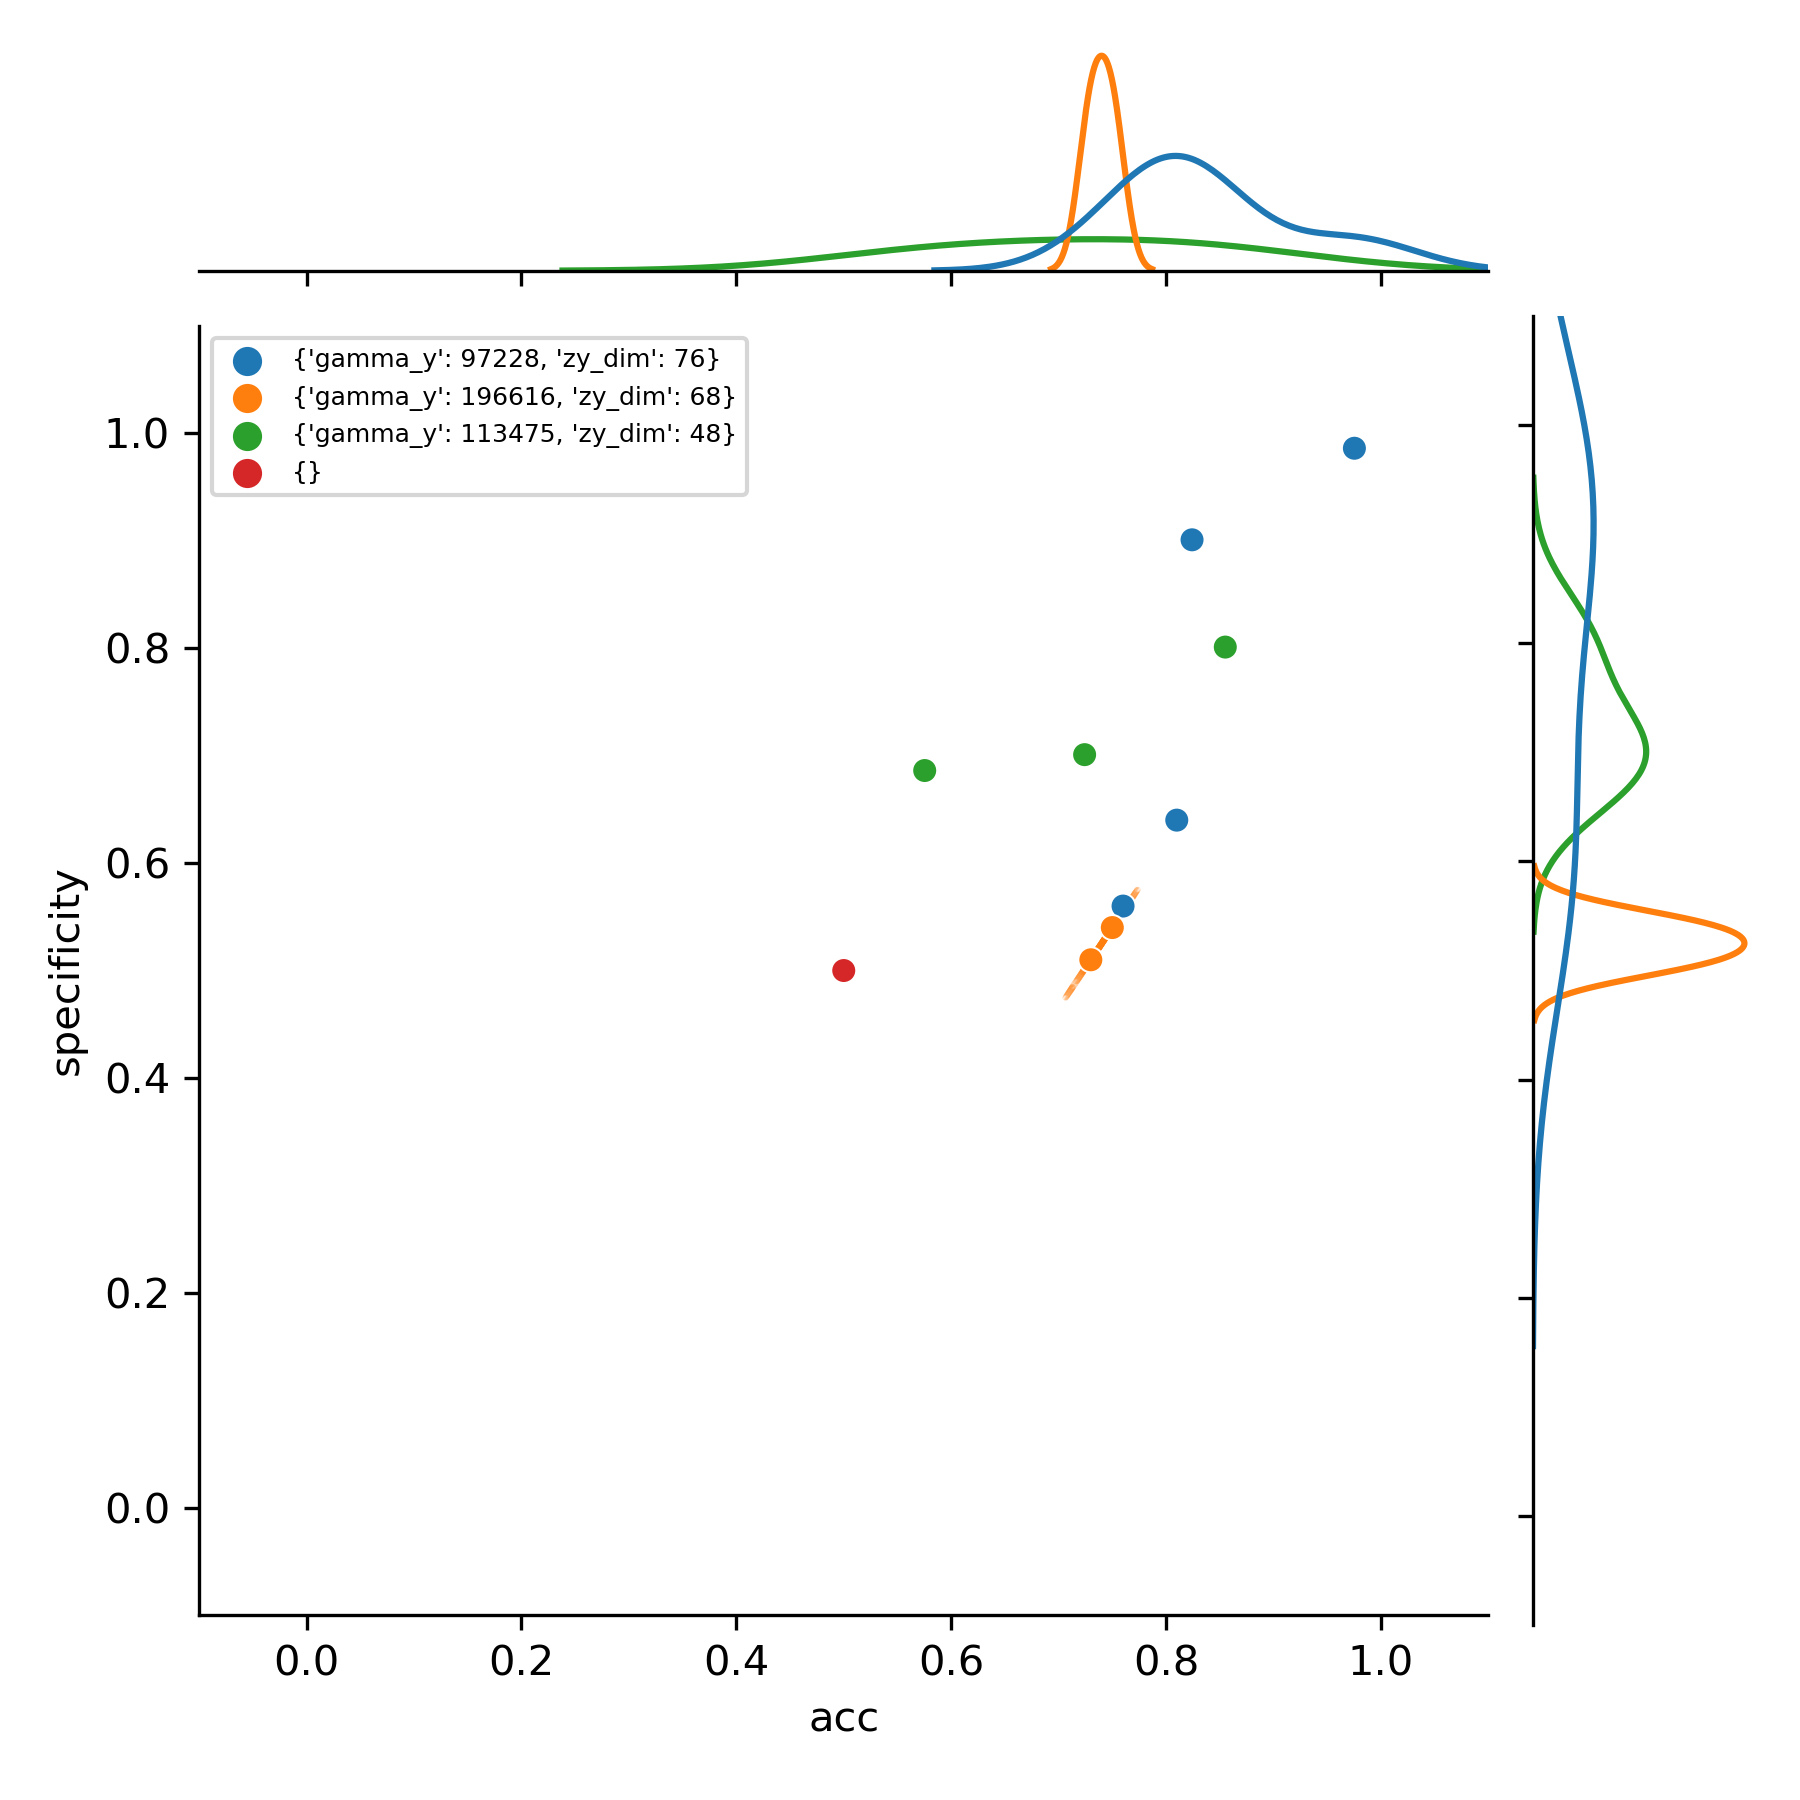 {'gamma_y': 97228, 'zy_dim': 76}
{'gamma_y': 196616, 'zy_dim': 68}
{'gamma_y': 113475, 'zy_dim': 48}
{}
1.0
0.8
0.6
0.4
0.2
0.0
specificity
0.0 0.2 0.4 0.6 0.8 1.0
acc